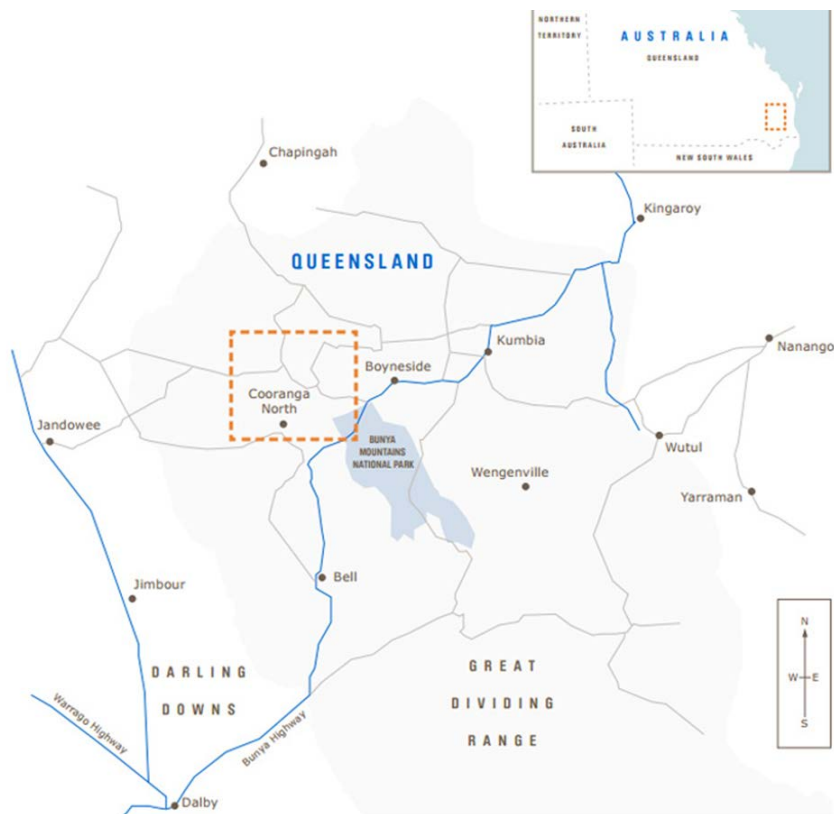 NORTHERN
TERRITORY
AUSTRALIA
QUEENSLAND
SOUTH
AUSTRALIA
NEW SOUTH WALES
Chapingah
Kingaroy
QUEENSLAND
Kumbia
Nanango
Boyneside
Cooranga
North
Jandowee
BUNYA
MOUNTAINS
NATIONAL PARK
Wutul
Wengenville
Yarraman
Bell
Jimbour
N
W E
S
DARLING
DOWNS
GREAT
DIVIDING
RANGE
Warrago Highway
Bunya Highway
Dalby